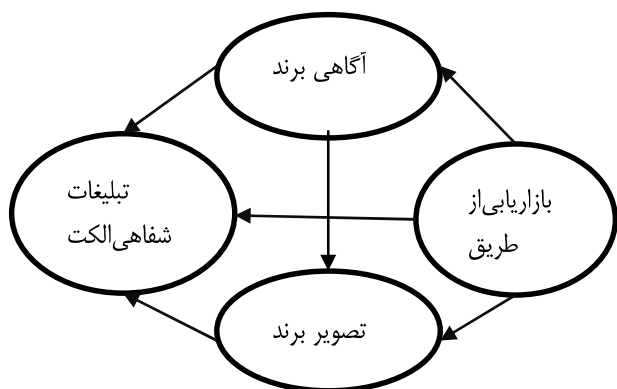 آگاهی برند
بازاریابی‌از
طریق
تبلیغات
شفاهی‌الکت
تصویر برند